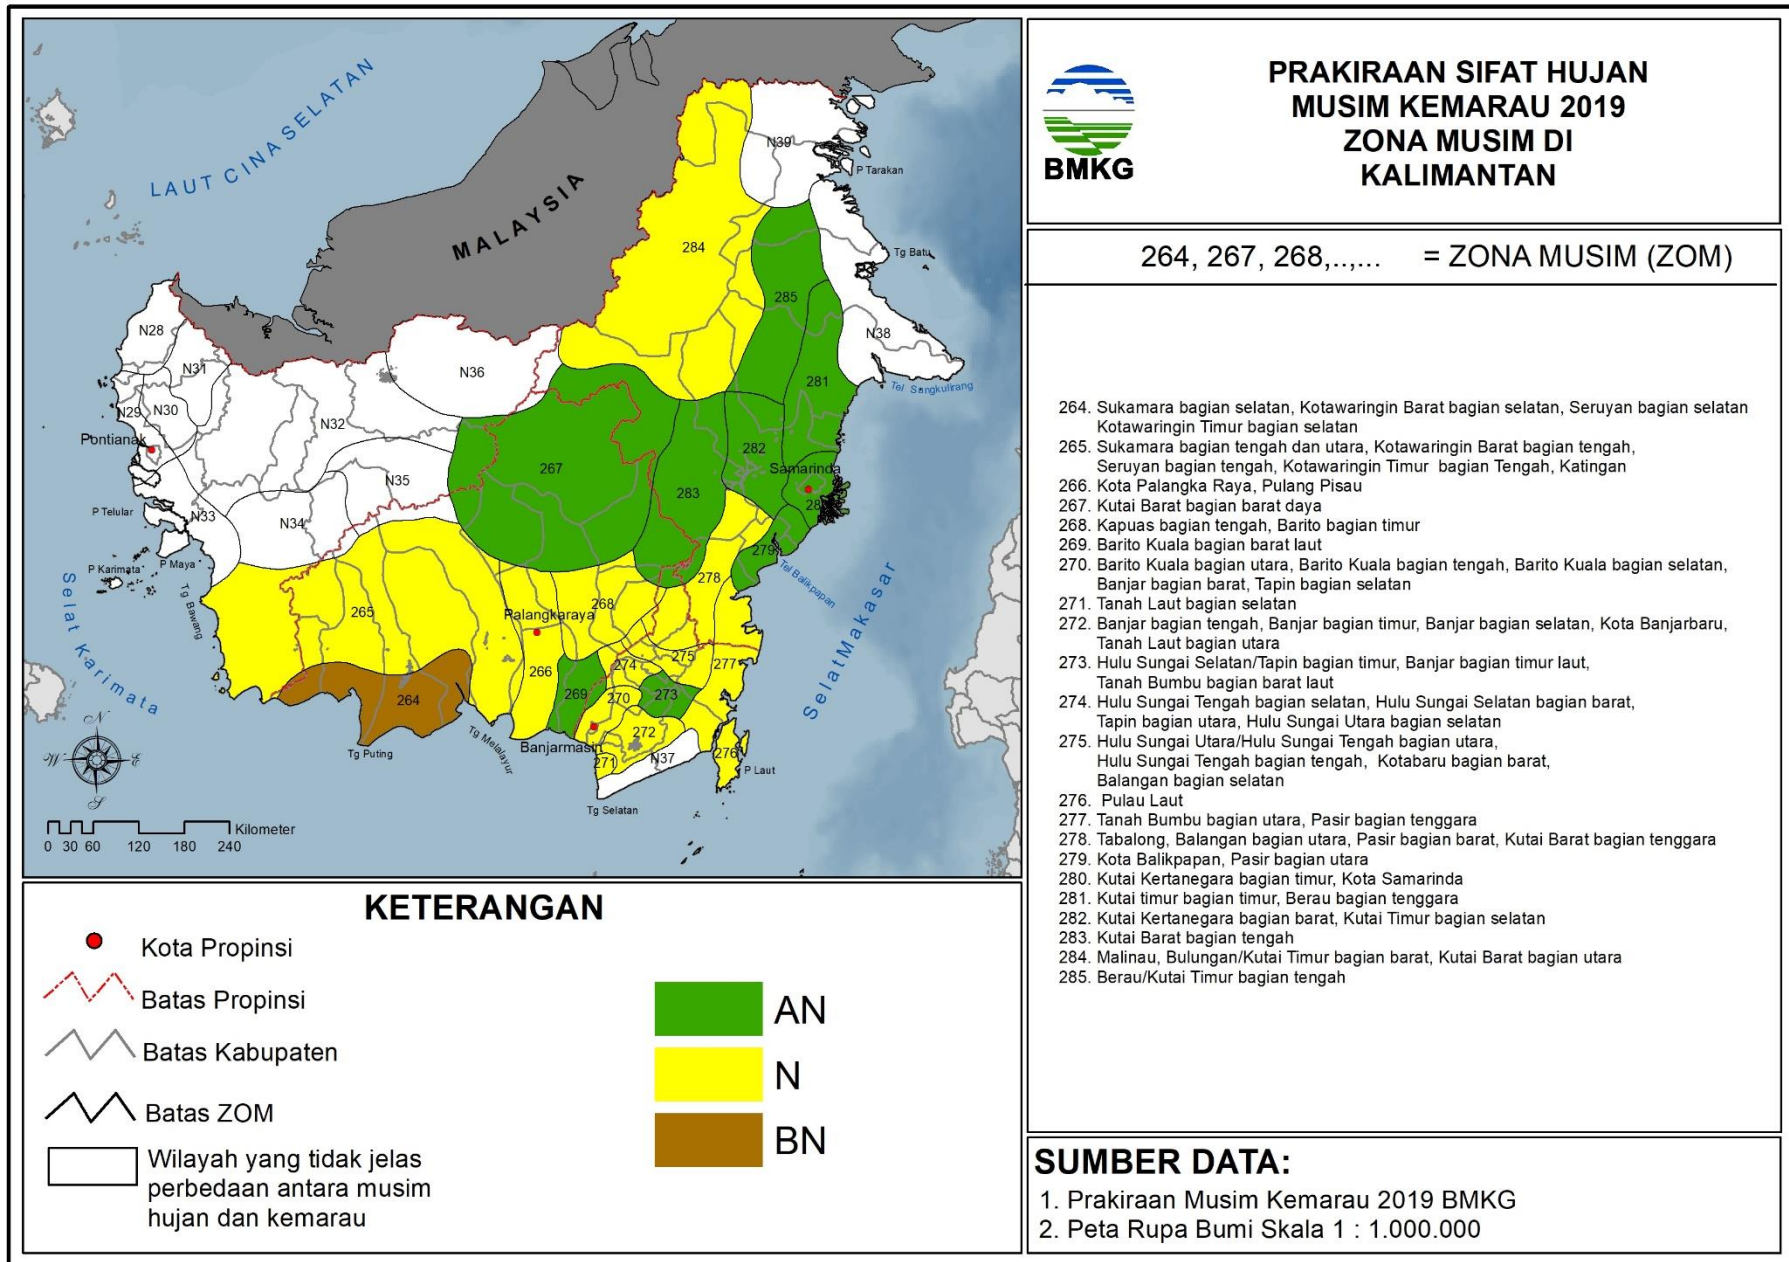 PRAKIRAAN SIFAT HUJAN
MUSIM KEMARAU 2019
ZONA MUSIM DI
KALIMANTAN
BMKG
264, 267, 268,..,... = ZONA MUSIM (ZOM)
264. Sukamara bagian selatan, Kotawaringin Barat bagian selatan, Seruyan bagian selatan
Kotawaringin Timur bagian selatan
265. Sukamara bagian tengah dan utara, Kotawaringin Barat bagian tengah,
Seruyan bagian tengah, Kotawaringin Timur bagian Tengah, Katingan
266. Kota Palangka Raya, Pulang Pisau
267. Kutai Barat bagian barat daya
268. Kapuas bagian tengah, Barito bagian timur
269. Barito Kuala bagian barat laut
270. Barito Kuala bagian utara, Barito Kuala bagian tengah, Barito Kuala bagian selatan,
Banjar bagian barat, Tapin bagian selatan
271. Tanah Laut bagian selatan
272. Banjar bagian tengah, Banjar bagian timur, Banjar bagian selatan, Kota Banjarbaru,
Tanah Laut bagian utara
273. Hulu Sungai Selatan/Tapin bagian timur, Banjar bagian timur laut,
Tanah Bumbu bagian barat laut
274. Hulu Sungai Tengah bagian selatan, Hulu Sungai Selatan bagian barat,
Tapin bagian utara, Hulu Sungai Utara bagian selatan
275. Hulu Sungai Utara/Hulu Sungai Tengah bagian utara,
Hulu Sungai Tengah bagian tengah, Kotabaru bagian barat,
Balangan bagian selatan
276. Pulau Laut
277. Tanah Bumbu bagian utara, Pasir bagian tenggara
278. Tabalong, Balangan bagian utara, Pasir bagian barat, Kutai Barat bagian tenggara
279. Kota Balikpapan, Pasir bagian utara
280. Kutai Kertanegara bagian timur, Kota Samarinda
281. Kutai timur bagian timur, Berau bagian tenggara
282. Kutai Kertanegara bagian barat, Kutai Timur bagian selatan
283. Kutai Barat bagian tengah
284. Malinau, Bulungan/Kutai Timur bagian barat, Kutai Barat bagian utara
285. Berau/Kutai Timur bagian tengah
SUMBER DATA:
1. Prakiraan Musim Kemarau 2019 BMKG
2. Peta Rupa Bumi Skala 1 : 1.000.000
LAUT CINA SELATAN
MALAYSIA
N39
P Tarakan
284
Tg Batu
285
N28
N38
N31
N36
281
Tel Sangkulirang
N29
N30
N32
Pontianak
282
267
Samarinda
N35
283
28
P Telular
N33
N34
279
P Karimata
P Maya
278
Tel Balikpapan
Selat Karimata
Tg Bawang
265
268
Palangkaraya
Selat Makasar
275
274
277
266
269
273
264
270
272
Tg Puting
Tg Melalayur
Banjarmasin
271
N37
276
P Laut
Tg Selatan
N
W
E
S
Kilometer
0 30 60 120 180 240
KETERANGAN
Kota Propinsi
Batas Propinsi
Batas Kabupaten
Batas ZOM
Wilayah yang tidak jelas
perbedaan antara musim
hujan dan kemarau
AN
N
BN